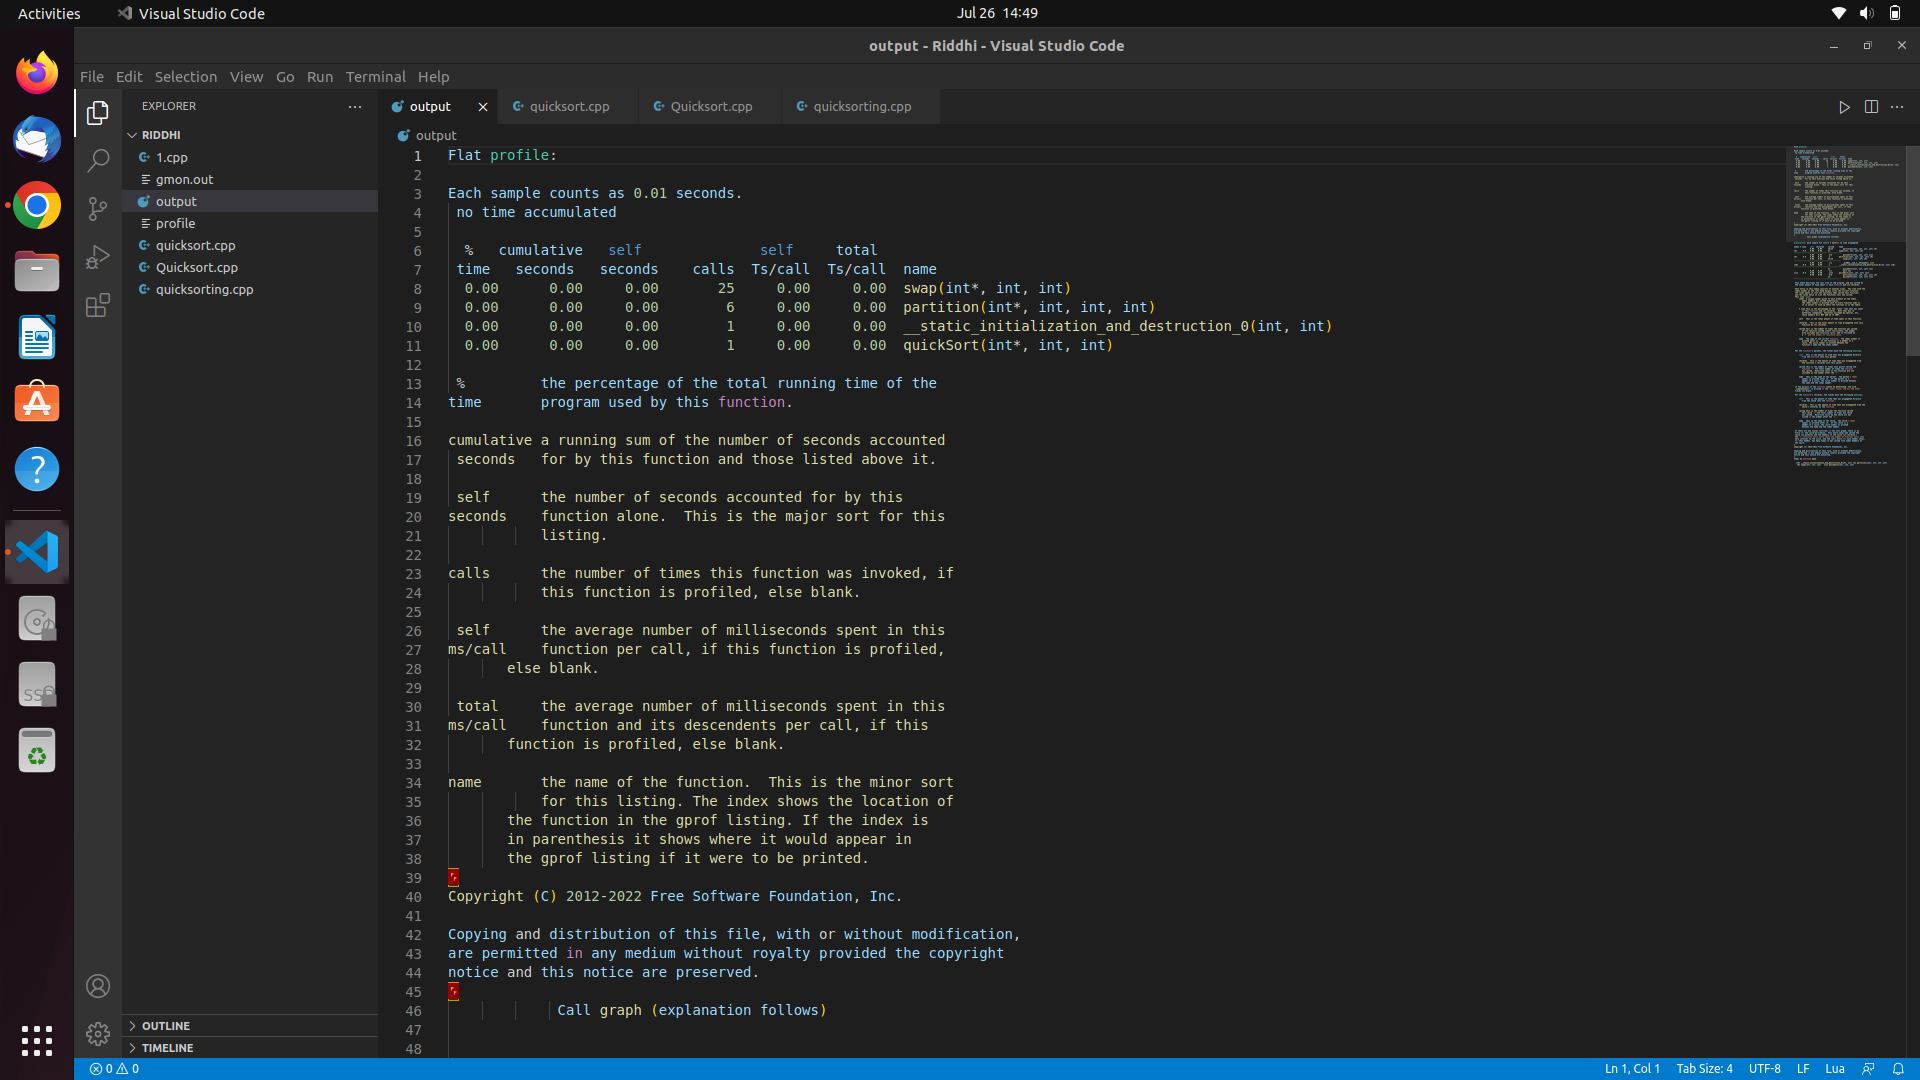 Activities Visual Studio Code Jul 26 14:49
output - Riddhi - Visual Studio Code
File Edit Selection View Go Run Terminal Help
EXPLORER
RIDDHI
1.cpp
gmon.out
output
profile
quicksort.cpp
Quicksort.cpp
quicksorting.cpp
OUTLINE
TIMELINE
output quicksort.cpp Quicksort.cpp quicksorting.cpp
output
1 Flat profile:
2
3 Each sample counts as 0.01 seconds.
4 no time accumulated
5
6 % cumulative self self total
7 time seconds seconds calls Ts/call Ts/call name
8 0.00 0.00 0.00 25 0.00 0.00 swap(int*, int, int)
9 0.00 0.00 0.00 6 0.00 0.00 partition(int*, int, int, int)
10 0.00 0.00 0.00 1 0.00 0.00 __static_initialization_and_destruction_0(int, int)
11 0.00 0.00 0.00 1 0.00 0.00 quickSort(int*, int, int)
12
13 % the percentage of the total running time of the
14 time program used by this function.
15
16 cumulative a running sum of the number of seconds accounted
17 seconds for by this function and those listed above it.
18
19 self the number of seconds accounted for by this
20 seconds function alone. This is the major sort for this
21 listing.
22
23 calls the number of times this function was invoked, if
24 this function is profiled, else blank.
25
26 self the average number of milliseconds spent in this
27 ms/call function per call, if this function is profiled,
28 else blank.
29
30 total the average number of milliseconds spent in this
31 ms/call function and its descendents per call, if this
32 function is profiled, else blank.
33
34 name the name of the function. This is the minor sort
35 for this listing. The index shows the location of
36 the function in the gprof listing. If the index is
37 in parenthesis it shows where it would appear in
38 the gprof listing if it were to be printed.
39
40 Copyright (C) 2012-2022 Free Software Foundation, Inc.
41
42 Copying and distribution of this file, with or without modification,
43 are permitted in any medium without royalty provided the copyright
44 notice and this notice are preserved.
45
46 Call graph (explanation follows)
47
48
0 0 Ln 1, Col 1 Tab Size: 4 UTF-8 LF Lua